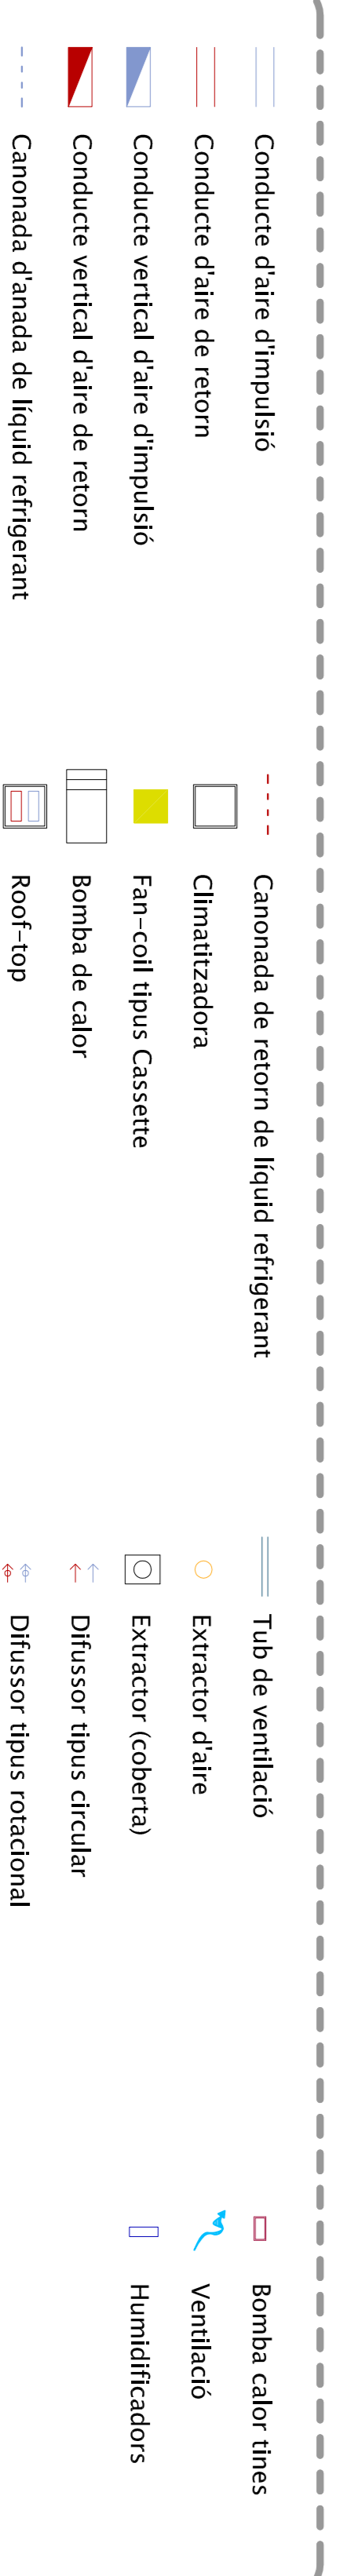 Conducte d'aire d'impulsió
Conducte d'aire de retorn
Conducte vertical d'aire d'impulsió
Conducte vertical d'aire de retorn
Canonada d'anada de líquid refrigerant
Canonada de retorn de líquid refrigerant
Climatitzadora
Fan-coil tipus Cassette
Bomba de calor
Roof-top
Tub de ventilació
Extractor d'aire
Extractor (coberta)
Difussor tipus circular
Difussor tipus rotacional
Bomba calor tines
Ventilació
Humidificadors